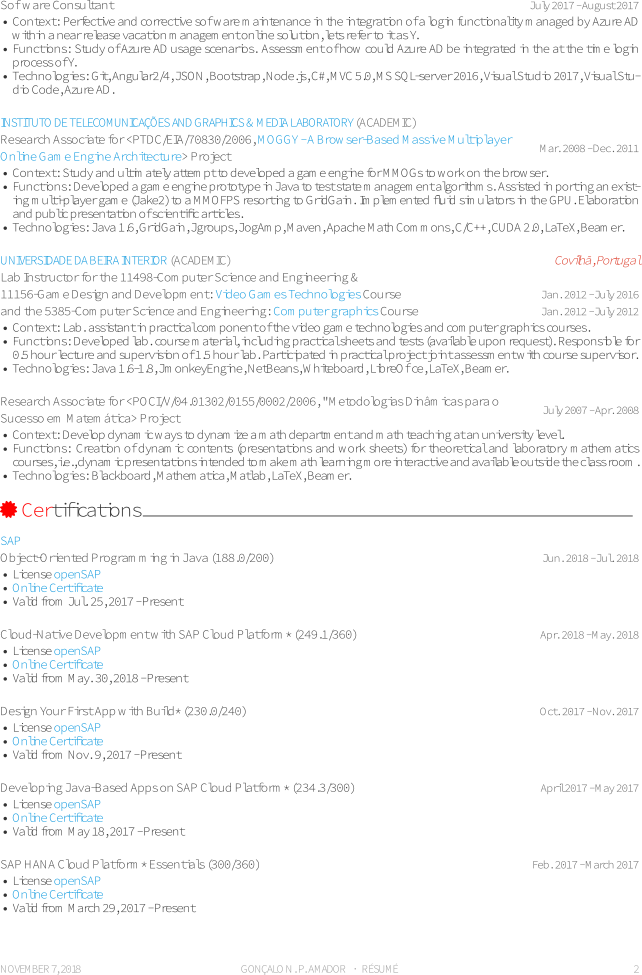 Software Consultant July 2017 - August 2017
• Context: Perfective and corrective software maintenance in the integration of a login functionality managed by Azure AD
within a near release vacation management online solution, lets refer to it as Y.
• Functions: Study of Azure AD usage scenarios. Assessment of how could Azure AD be integrated in the at the time login
process of Y.
• Technologies: Git, Angular2/4, JSON, Bootstrap, Node.js, C#, MVC 5.0, MS SQL-server 2016, Visual Studio 2017, Visual Stu-
dio Code, Azure AD.
INSTITUTO DE TELECOMUNICAÇÕES AND GRAPHICS & MEDIA LABORATORY (ACADEMIC)
Research Associate for <PTDC/EIA/70830/2006, MOGGY - A Browser-Based Massive Multiplayer
Online Game Engine Architecture> Project Mar. 2008 - Dec. 2011
• Context: Study and ultimately attempt to developed a game engine for MMOGs to work on the browser.
• Functions: Developed a game engine prototype in Java to test state management algorithms. Assisted in porting an exist-
ing multi-player game (Jake2) to a MMOFPS resorting to GridGain. Implemented fluid simulators in the GPU. Elaboration
and public presentation of scientific articles.
• Technologies: Java 1.6, GridGain, Jgroups, JogAmp, Maven, Apache Math Commons, C/C++, CUDA 2.0, LaTeX, Beamer.
UNIVERSIDADE DA BEIRA INTERIOR (ACADEMIC) Covilhã, Portugal
Lab Instructor for the 11498-Computer Science and Engineering &
11156-Game Design and Development: Video Games Technologies Course Jan. 2012 - July 2016
and the 5385-Computer Science and Engineering: Computer graphics Course Jan. 2012 - July 2012
• Context: Lab. assistant in practical component of the video game technologies and computer graphics courses.
• Functions: Developed lab. course material, including practical sheets and tests (available upon request). Responsible for
0.5 hour lecture and supervision of 1.5 hour lab. Participated in practical project joint assessment with course supervisor.
• Technologies: Java 1.6-1.8, JmonkeyEngine, NetBeans, Whiteboard, LibreOffice, LaTeX, Beamer.
Research Associate for <POCI/V/04.01302/0155/0002/2006, "Metodologias Dinâmicas para o
Sucesso em Matemática> Project July 2007 - Apr. 2008
• Context: Develop dynamic ways to dynamize a math department and math teaching at an university level.
• Functions: Creation of dynamic contents (presentations and work sheets) for theoretical and laboratory mathematics
courses, i.e., dynamic presentations intended to make math learning more interactive and available outside the classroom.
• Technologies: Blackboard, Mathematica, Matlab, LaTeX, Beamer.
Certifications
SAP
Object-Oriented Programming in Java (188.0/200) Jun. 2018 - Jul. 2018
• License openSAP
• Online Certificate
• Valid from Jul. 25, 2017 - Present
Cloud-Native Development with SAP Cloud Platform * (249.1/360) Apr. 2018 - May. 2018
• License openSAP
• Online Certificate
• Valid from May. 30, 2018 - Present
Design Your First App with Build * (230.0/240) Oct. 2017 - Nov. 2017
• License openSAP
• Online Certificate
• Valid from Nov. 9, 2017 - Present
Developing Java-Based Apps on SAP Cloud Platform * (234.3/300) April 2017 - May 2017
• License openSAP
• Online Certificate
• Valid from May 18, 2017 - Present
SAP HANA Cloud Platform * Essentials (300/360) Feb. 2017 - March 2017
• License openSAP
• Online Certificate
• Valid from March 29, 2017 - Present
NOVEMBER 7, 2018 GONÇALO N. P. AMADOR · RÉSUMÉ 2